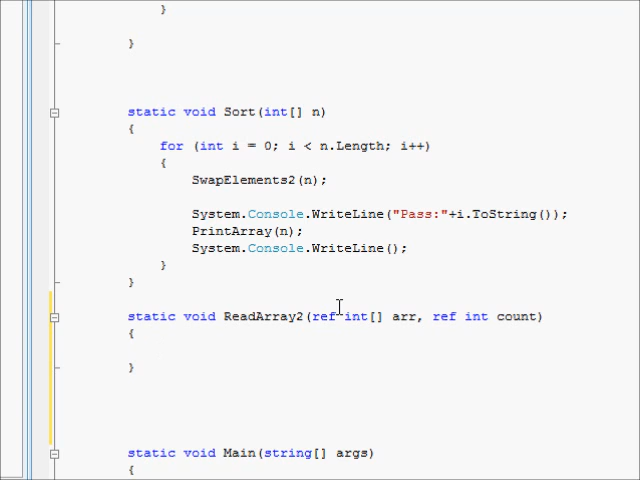 }
}
static void Sort(int[] n)
{
for (int i = 0; i < n.Length; i++)
{
SwapElements2(n);
System.Console.WriteLine("Pass:"+i.ToString());
PrintArray(n);
System.Console.WriteLine();
}
}
static void ReadArray2(ref int[] arr, ref int count)
{
}
static void Main(string[] args)
{